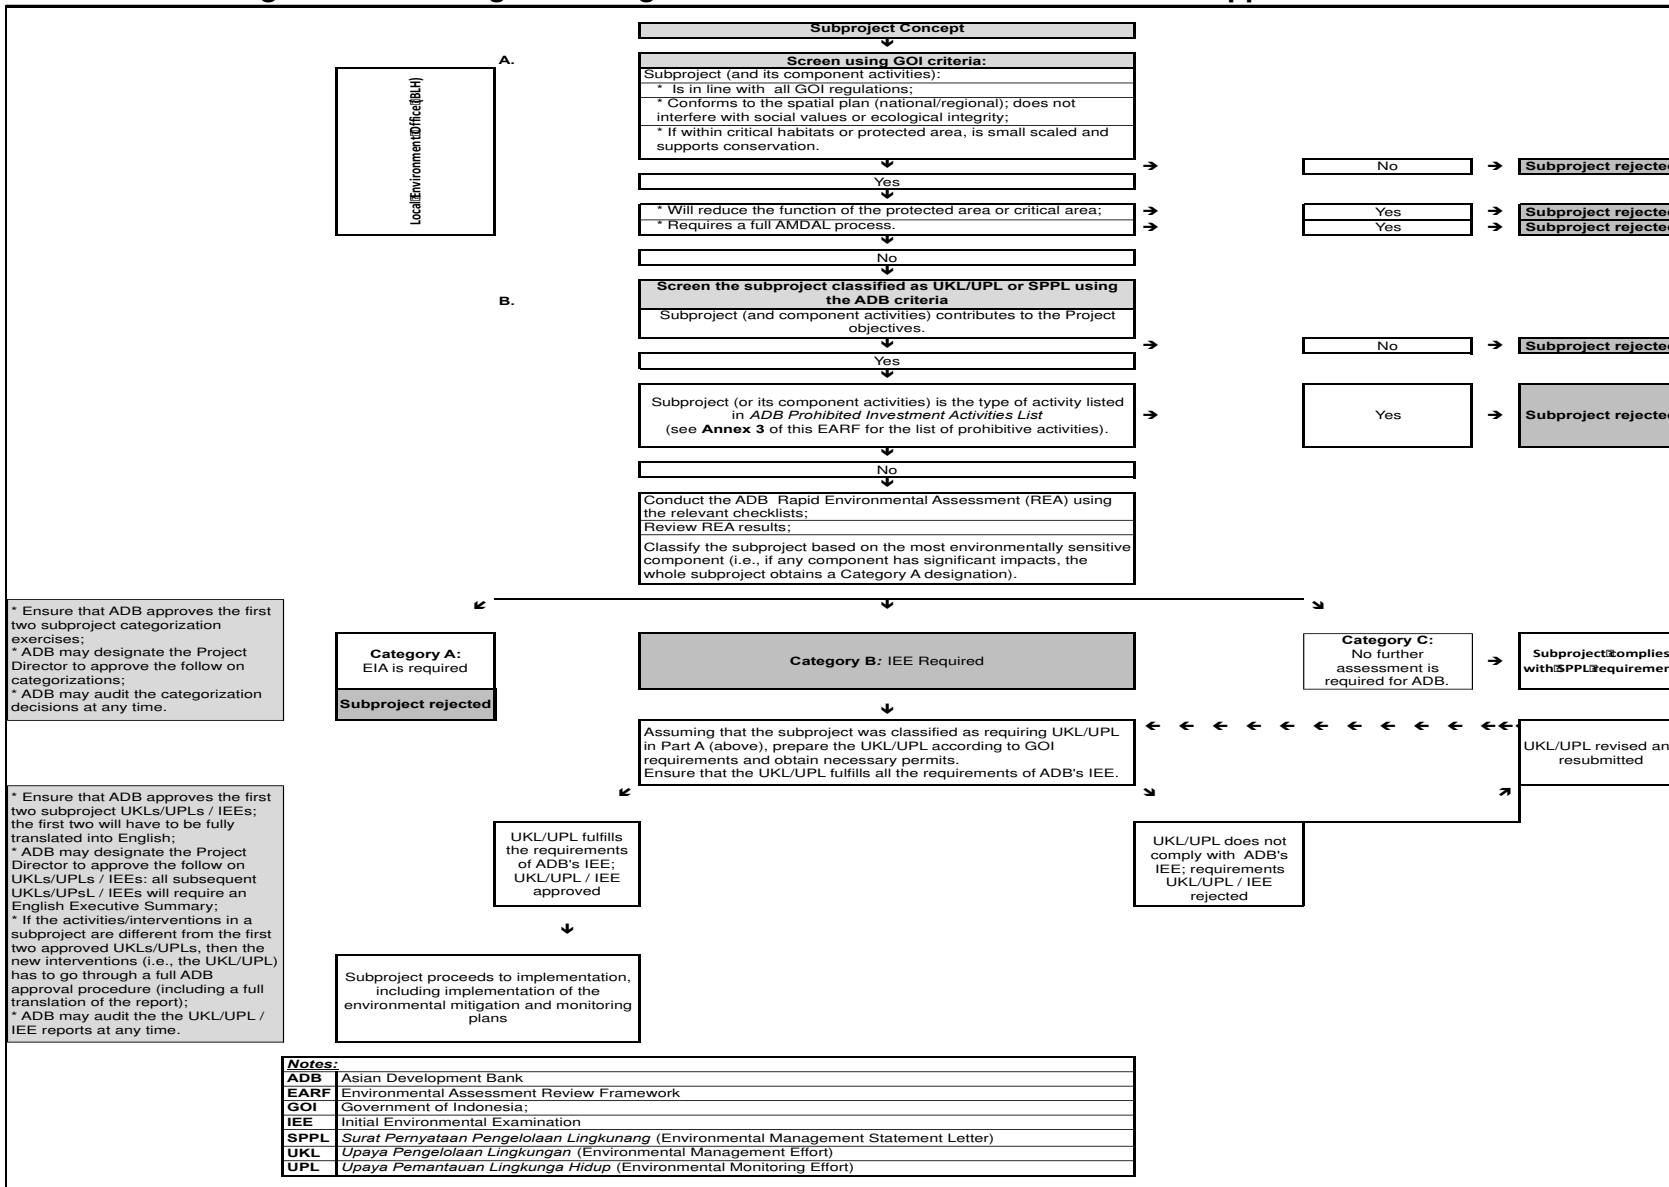 Subproject Concept
A.
Screen using GOI criteria:
Subproject (and its component activities):
* Is in line with all GOI regulations;
* Conforms to the spatial plan (national/regional); does not
interfere with social values or ecological integrity;
* If within critical habitats or protected area, is small scaled and
supports conservation.
Local Environment Office (BLH)
No
Subproject rejected
Yes
* Will reduce the function of the protected area or critical area;
Yes
Subproject rejected
* Requires a full AMDAL process.
Yes
Subproject rejected
No
B.
Screen the subproject classified as UKL/UPL or SPPL using
the ADB criteria
Subproject (and component activities) contributes to the Project
objectives.
No
Subproject rejected
Yes
Subproject (or its component activities) is the type of activity listed
in ADB Prohibited Investment Activities List
(see Annex 3 of this EARF for the list of prohibitive activities).
Yes
Subproject rejected
No
Conduct the ADB Rapid Environmental Assessment (REA) using
the relevant checklists;
Review REA results;
Classify the subproject based on the most environmentally sensitive
component (i.e., if any component has significant impacts, the
whole subproject obtains a Category A designation).
* Ensure that ADB approves the first
two subproject categorization
exercises;
* ADB may designate the Project
Director to approve the follow on
categorizations;
* ADB may audit the categorization
decisions at any time.
Category A:
EIA is required
Subproject rejected
Category B: IEE Required
Category C:
No further
assessment is
required for ADB.
Subproject complies
with SPPL requiremen
Assuming that the subproject was classified as requiring UKL/UPL
in Part A (above), prepare the UKL/UPL according to GOI
requirements and obtain necessary permits.
Ensure that the UKL/UPL fulfills all the requirements of ADB's IEE.
UKL/UPL revised an
resubmitted
* Ensure that ADB approves the first
two subproject UKLs/UPLs / IEEs;
the first two will have to be fully
translated into English;
* ADB may designate the Project
Director to approve the follow on
UKLs/UPLs / IEEs: all subsequent
UKLs/UPsL / IEEs will require an
English Executive Summary;
* If the activities/interventions in a
subproject are different from the first
two approved UKLs/UPLs, then the
new interventions (i.e., the UKL/UPL)
has to go through a full ADB
approval procedure (including a full
translation of the report);
* ADB may audit the the UKL/UPL /
IEE reports at any time.
UKL/UPL fulfills
the requirements
of ADB's IEE;
UKL/UPL / IEE
approved
UKL/UPL does not
comply with ADB's
IEE; requirements
UKL/UPL / IEE
rejected
Subproject proceeds to implementation,
including implementation of the
environmental mitigation and monitoring
plans
Notes:
ADB Asian Development Bank
EARF Environmental Assessment Review Framework
GOI Government of Indonesia;
IEE Initial Environmental Examination
SPPL Surat Pernyataan Pengelolaan Lingkunang (Environmental Management Statement Letter)
UKL Upaya Pengelolaan Lingkungan (Environmental Management Effort)
UPL Upaya Pemantauan Lingkunga Hidup (Environmental Monitoring Effort)